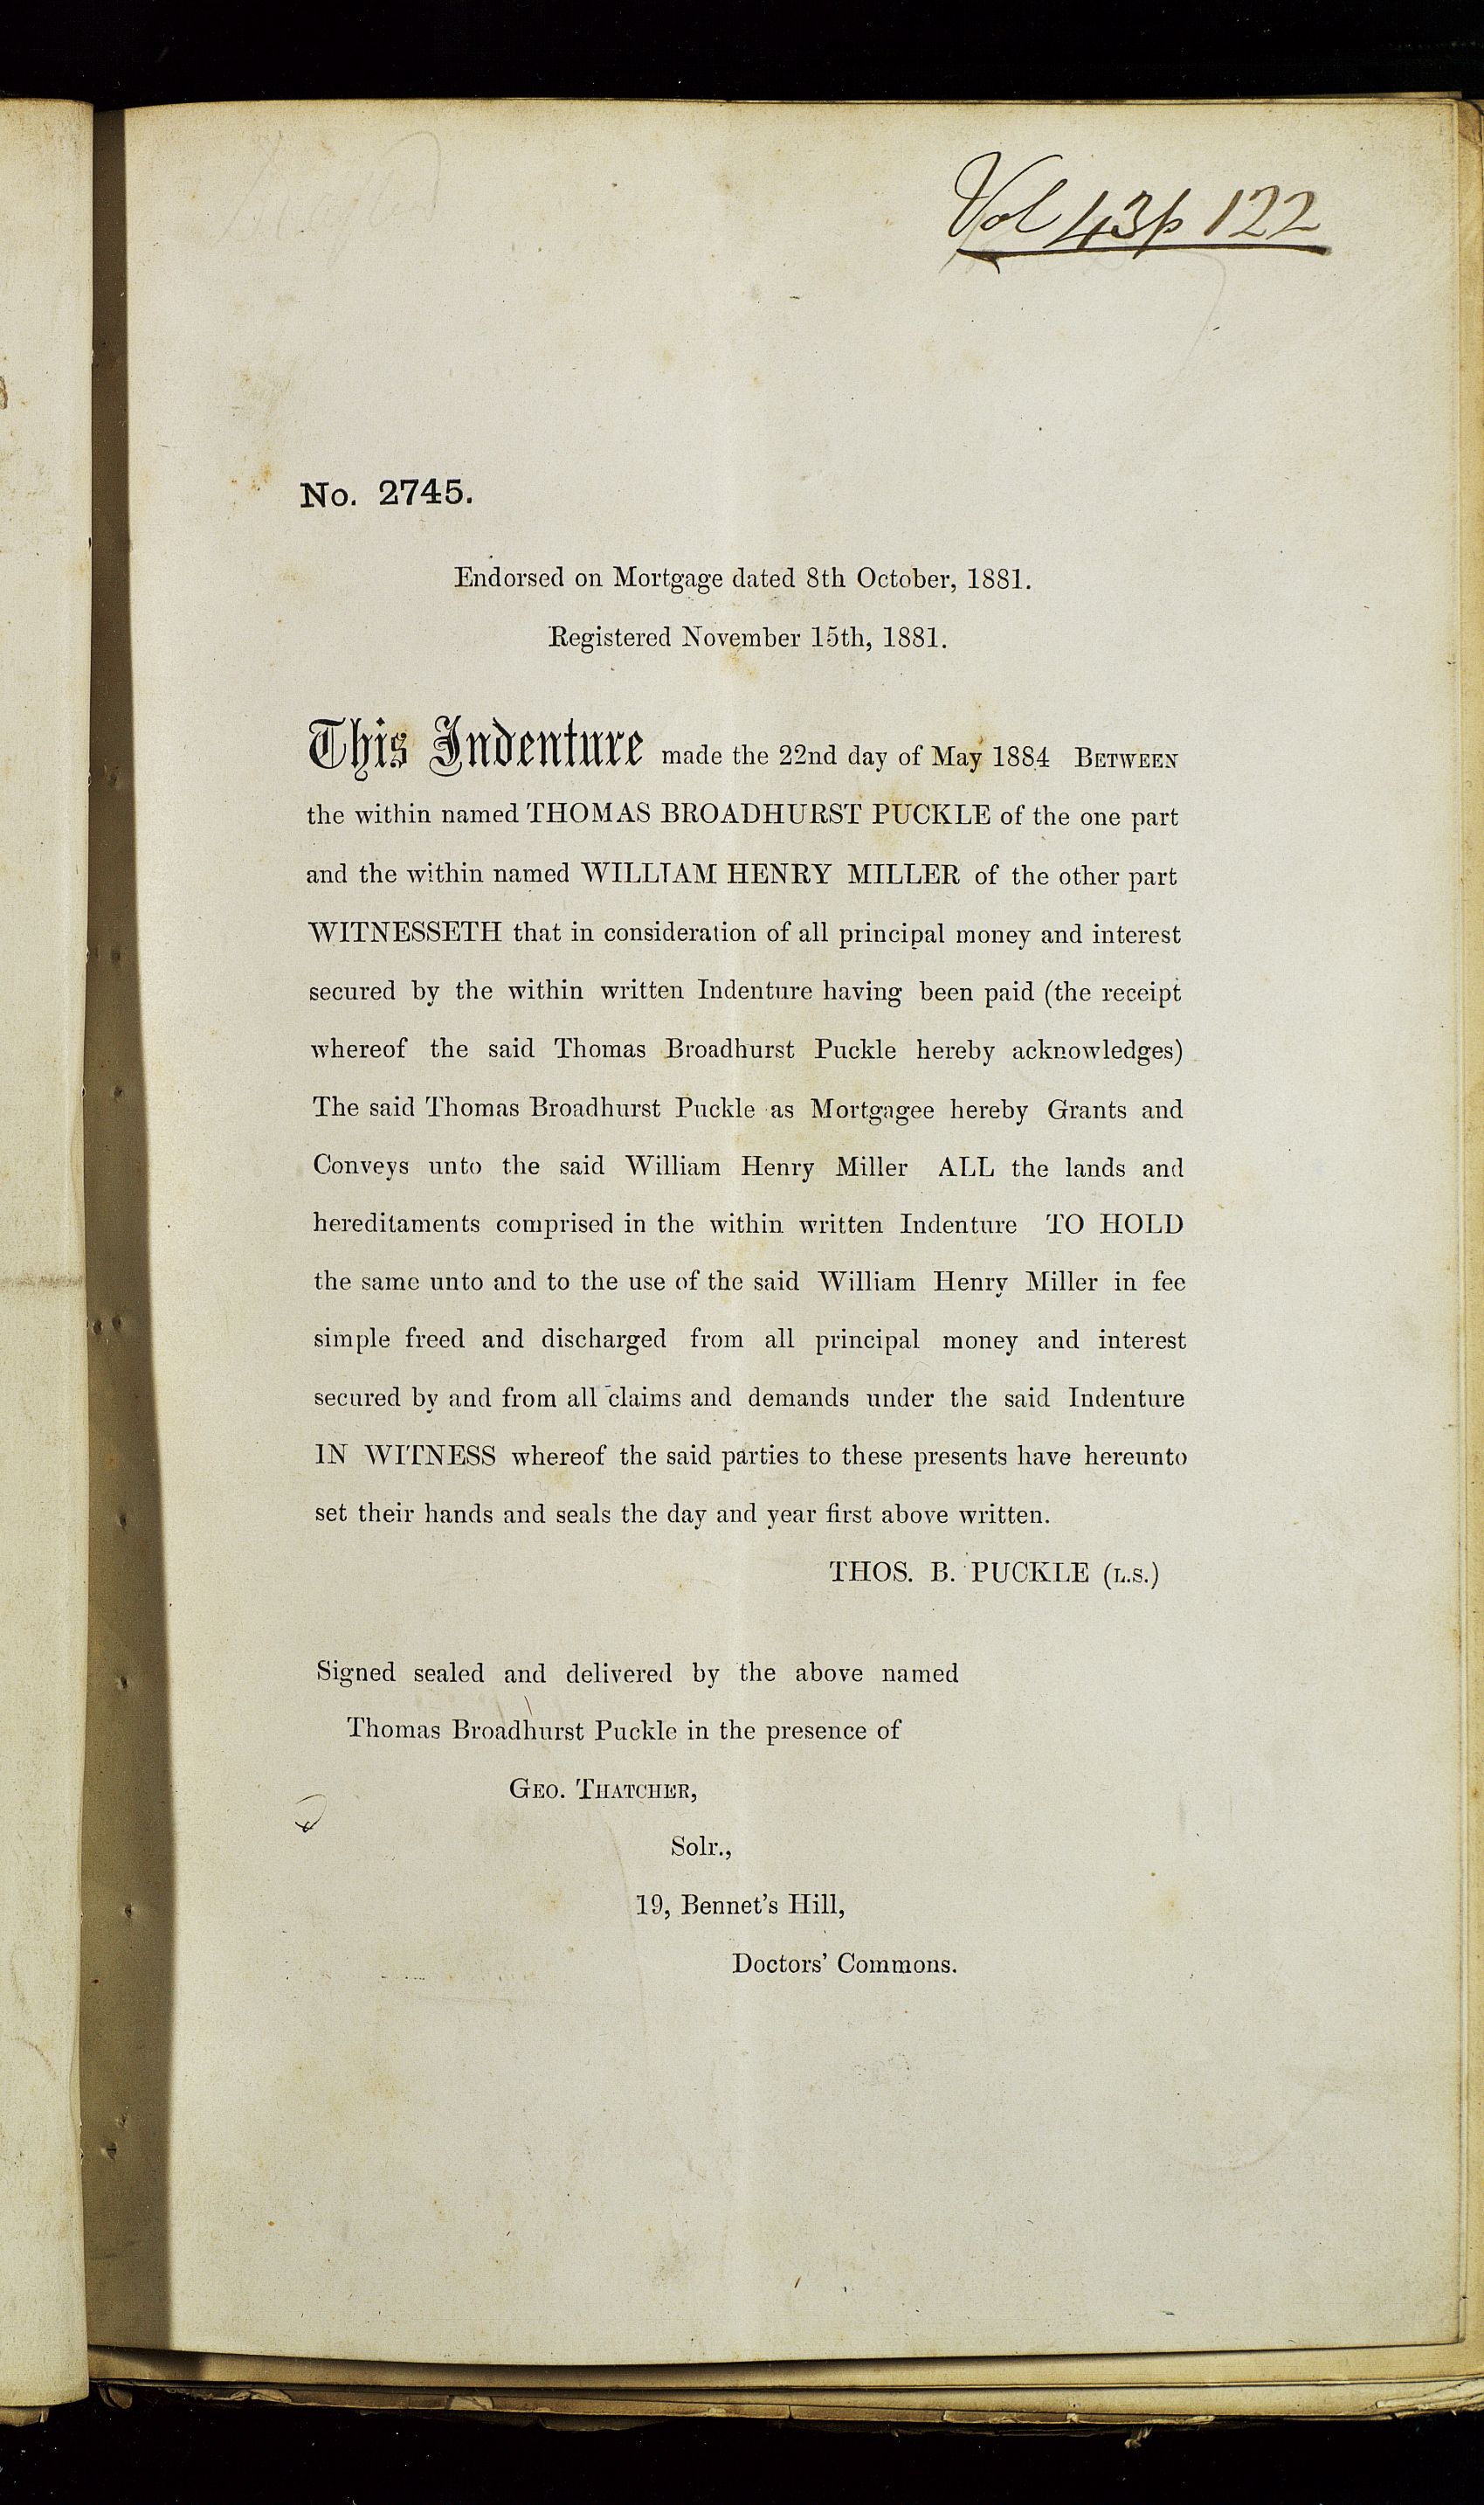 Vol 43 p 122
No. 2745.
Endorsed on Mortgage dated 8th October, 1881.
Registered November 15th, 1881.
This Indenture made the 22nd day of May 1884 BETWEEN
the within named THOMAS BROADHURST PUCKLE of the one part
and the within named WILLIAM HENRY MILLER of the other part
WITNESSETH that in consideration of all principal money and interest
secured by the within written Indenture having been paid (the receipt
whereof the said Thomas Broadhurst Puckle hereby acknowledges)
The said Thomas Broadhurst Puckle as Mortgagee hereby Grants and
Conveys unto the said William Henry Miller ALL the lands and
hereditaments comprised in the within written Indenture TO HOLD
the same unto and to the use of the said William Henry Miller in fee
simple freed and discharged from all principal money and interest
secured by and from all claims and demands under the said Indenture
IN WITNESS whereof the said parties to these presents have hereunto
set their hands and seals the day and year first above written.
THOS. B. PUCKLE (L.S.)
Signed sealed and delivered by the above named
Thomas Broadhurst Puckle in the presence of
GEO. THATCHER,
Solr.,
19, Bennet's Hill,
Doctors' Commons.